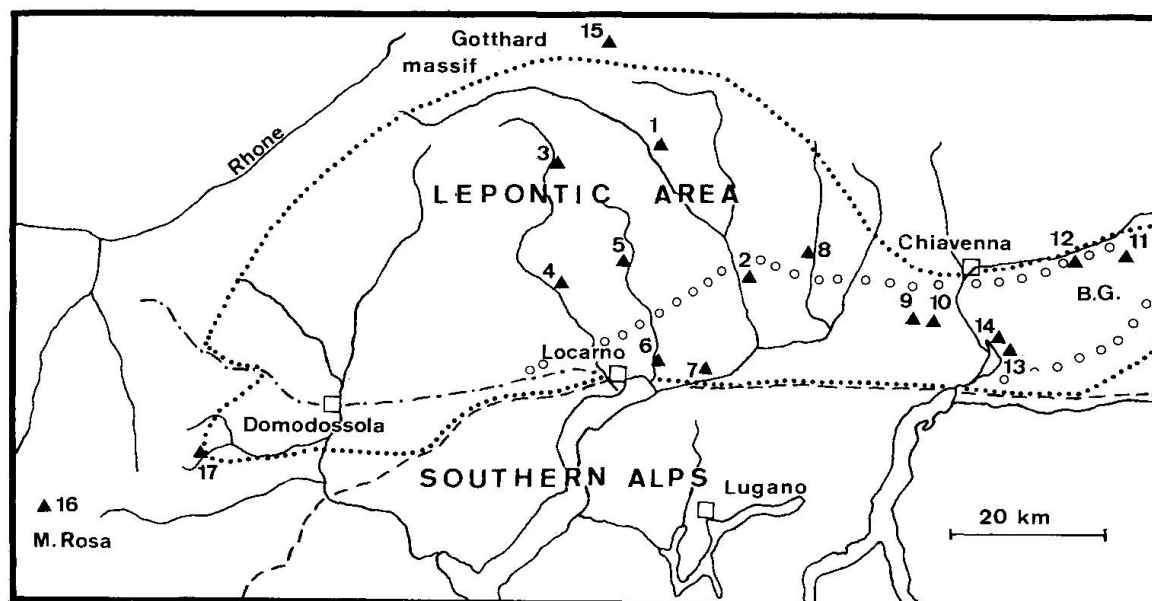 Gotthard
massif
15
Rhone
1
3
LEPONTIC AREA
5
8
Chiavenna
12
11
4
2
9
10
B.G.
14
6
Locarno
7
13
Domodossola
17
SOUTHERN ALPS
Lugano
16
M. Rosa
20 km